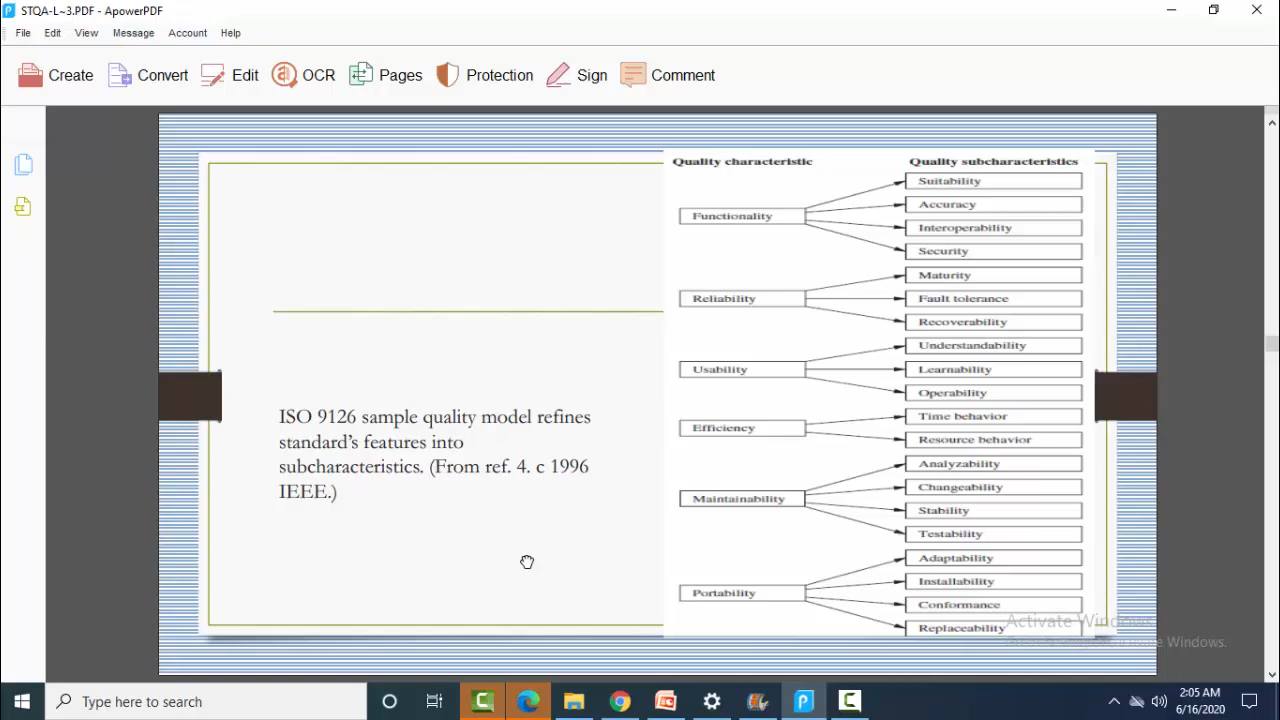 STQA-L~3.PDF - ApowerPDF
File Edit View Message Account Help
Create Convert Edit OCR Pages Protection Sign Comment
Quality characteristic Quality subcharacteristics
Functionality
Suitability
Accuracy
Interoperability
Security
Reliability
Maturity
Fault tolerance
Recoverability
Usability
Understandability
Learnability
Operability
Efficiency
Time behavior
Resource behavior
Maintainability
Analyzability
Changeability
Stability
Testability
Portability
Adaptability
Installability
Conformance
Replaceability
ISO 9126 sample quality model refines
standard’s features into
subcharacteristics. (From ref. 4. c 1996
IEEE.)
Activate Windows
Windows.
Type here to search
2:05 AM
6/16/2020